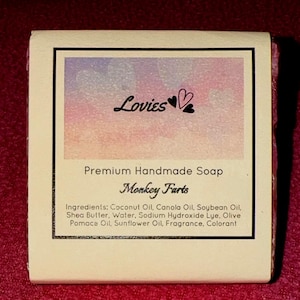 Lovies
Premium Handmade Soap
Monkey Farts
Ingredients: Coconut Oil, Canola Oil, Soybean Oil,
Shea Butter, Water, Sodium Hydroxide Lye, Olive
Pomace Oil, Sunflower Oil, Fragrance, Colorant